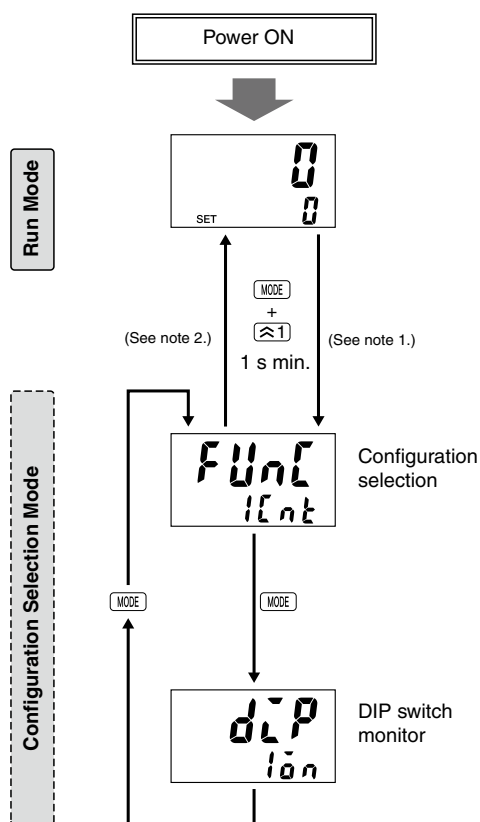 Power ON
Run Mode
0
SET 0
MODE
+
1
1 s min.
(See note 2.)
(See note 1.)
Configuration Selection Mode
FUnC
1Cnt
Configuration
selection
MODE
MODE
diP
1on
DIP switch
monitor